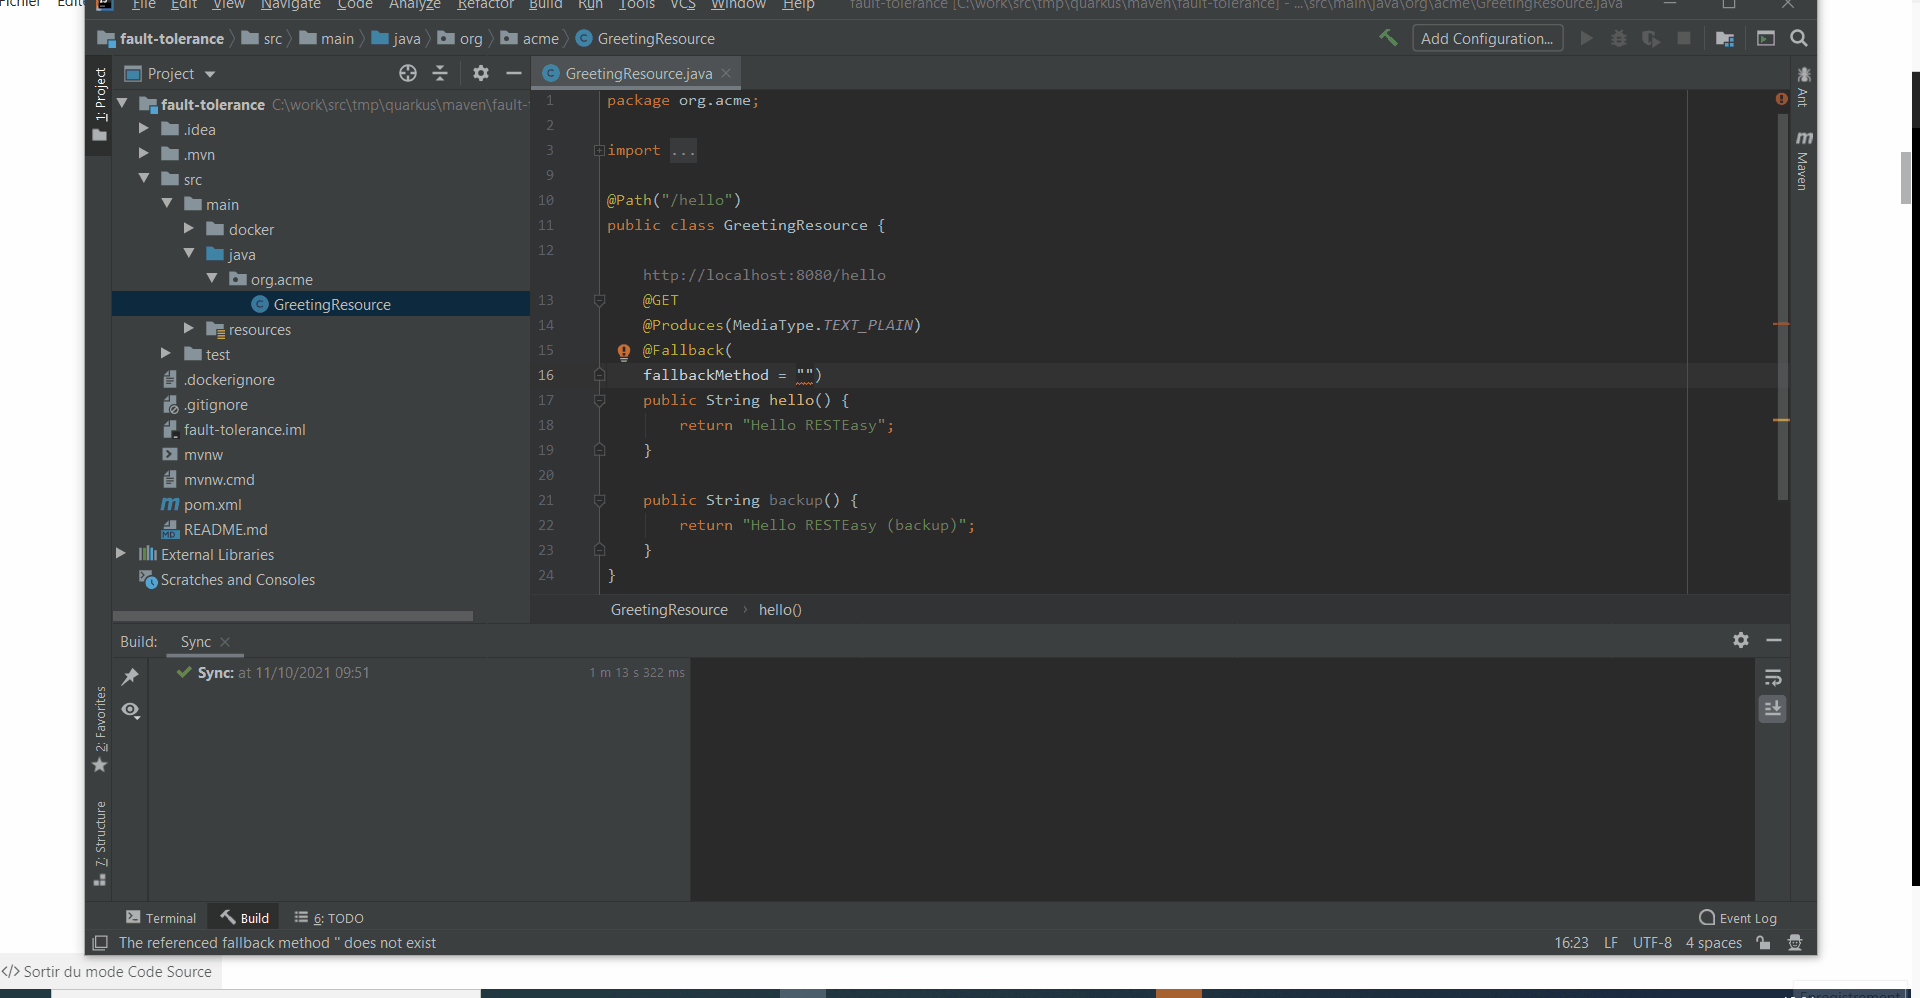 Fichier Edite
File Edit View Navigate Code Analyze Refactor Build Run Tools VCS Window Help fault-tolerance [C:\work\src\tmp\quarkus\maven\fault-tolerance] - ...\src\main\java\org\acme\GreetingResource.java
fault-tolerance src main java org acme GreetingResource Add Configuration...
1: Project
Project
GreetingResource.java
fault-tolerance C:\work\src\tmp\quarkus\maven\fault-
.idea
.mvn
src
main
docker
java
org.acme
GreetingResource
resources
test
.dockerignore
.gitignore
fault-tolerance.iml
mvnw
mvnw.cmd
pom.xml
README.md
External Libraries
Scratches and Consoles
1 package org.acme;
2
3 import ...
9
10 @Path("/hello")
11 public class GreetingResource {
12
http://localhost:8080/hello
13 @GET
14 @Produces(MediaType.TEXT_PLAIN)
15 @Fallback(
16 fallbackMethod = "")
17 public String hello() {
18 return "Hello RESTEasy";
19 }
20
21 public String backup() {
22 return "Hello RESTEasy (backup)";
23 }
24 }
GreetingResource › hello()
Ant
m Maven
Build: Sync
Sync: at 11/10/2021 09:51 1 m 13 s 322 ms
2: Favorites
7: Structure
Terminal Build 6: TODO Event Log
The referenced fallback method '' does not exist 16:23 LF UTF-8 4 spaces
</> Sortir du mode Code Source
Enregistrement